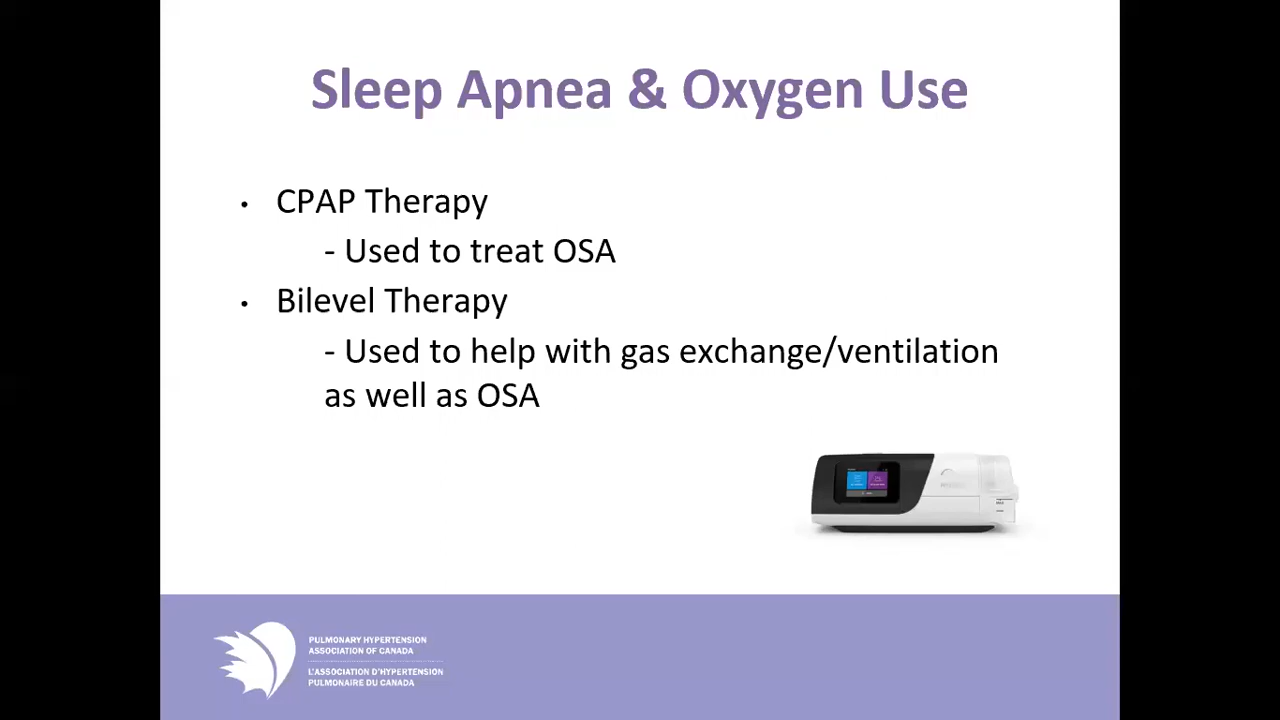 Sleep Apnea & Oxygen Use
• CPAP Therapy
- Used to treat OSA
• Bilevel Therapy
- Used to help with gas exchange/ventilation
as well as OSA
PULMONARY HYPERTENSION
ASSOCIATION OF CANADA
L'ASSOCIATION D'HYPERTENSION
PULMONAIRE DU CANADA